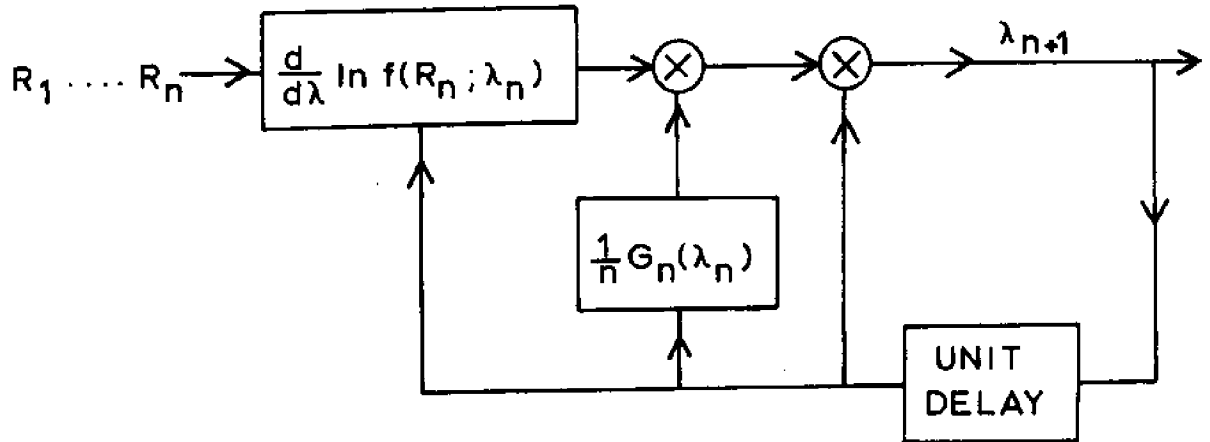 R₁ .... Rₙ
d/dλ ln f(Rₙ; λₙ)
λₙ₊₁
1/n Gₙ(λₙ)
UNIT
DELAY